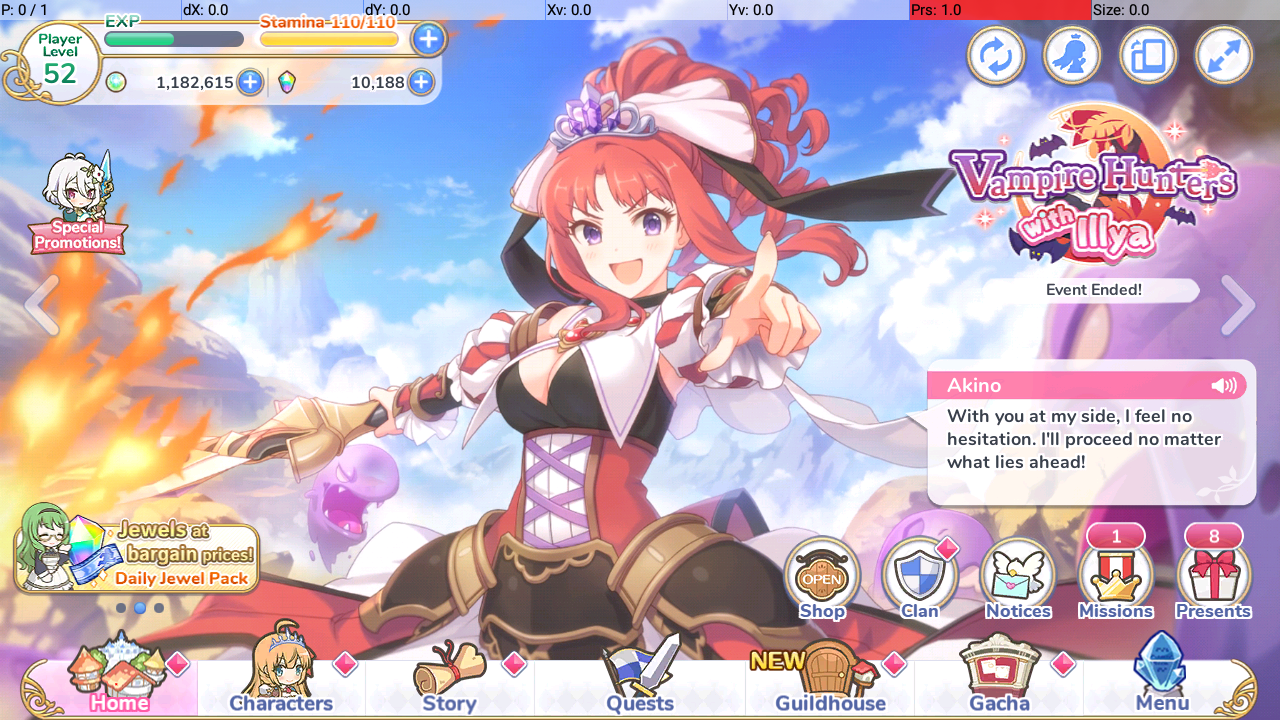 P: 0 / 1
dX: 0.0
dY: 0.0
Xv: 0.0
Yv: 0.0
Prs: 1.0
Size: 0.0
Player
Level
52
EXP
Stamina 110/110
1,182,615
10,188
Special
Promotions!
Vampire Hunters
with Illya
Event Ended!
Akino
With you at my side, I feel no
hesitation. I'll proceed no matter
what lies ahead!
Jewels at
bargain prices!
Daily Jewel Pack
OPEN
Shop
Clan
Notices
1
Missions
8
Presents
Home
Characters
Story
Quests
NEW
Guildhouse
Gacha
Menu